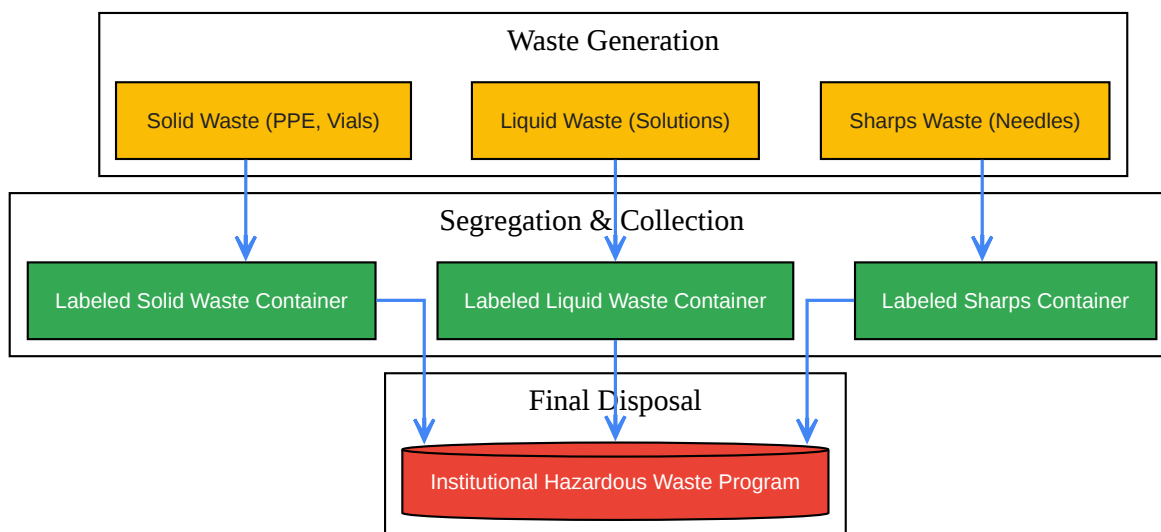 Waste Generation
Solid Waste (PPE, Vials)
Liquid Waste (Solutions)
Sharps Waste (Needles)
Segregation & Collection
Labeled Solid Waste Container
Labeled Liquid Waste Container
Labeled Sharps Container
Final Disposal
Institutional Hazardous Waste Program